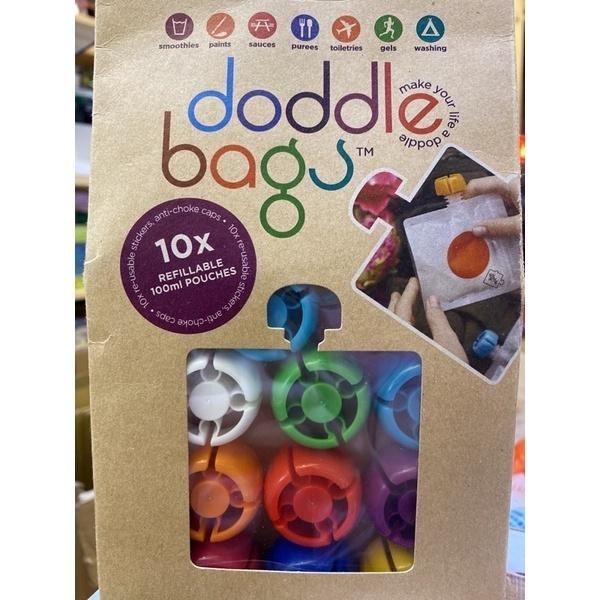 smoothies paints sauces purees toiletries gels washing
doddle
bags™
make your life a doddle
10x re-usable stickers, anti-choke caps • 10x re-usable stickers, anti-choke caps •
10x
REFILLABLE
100ml POUCHES